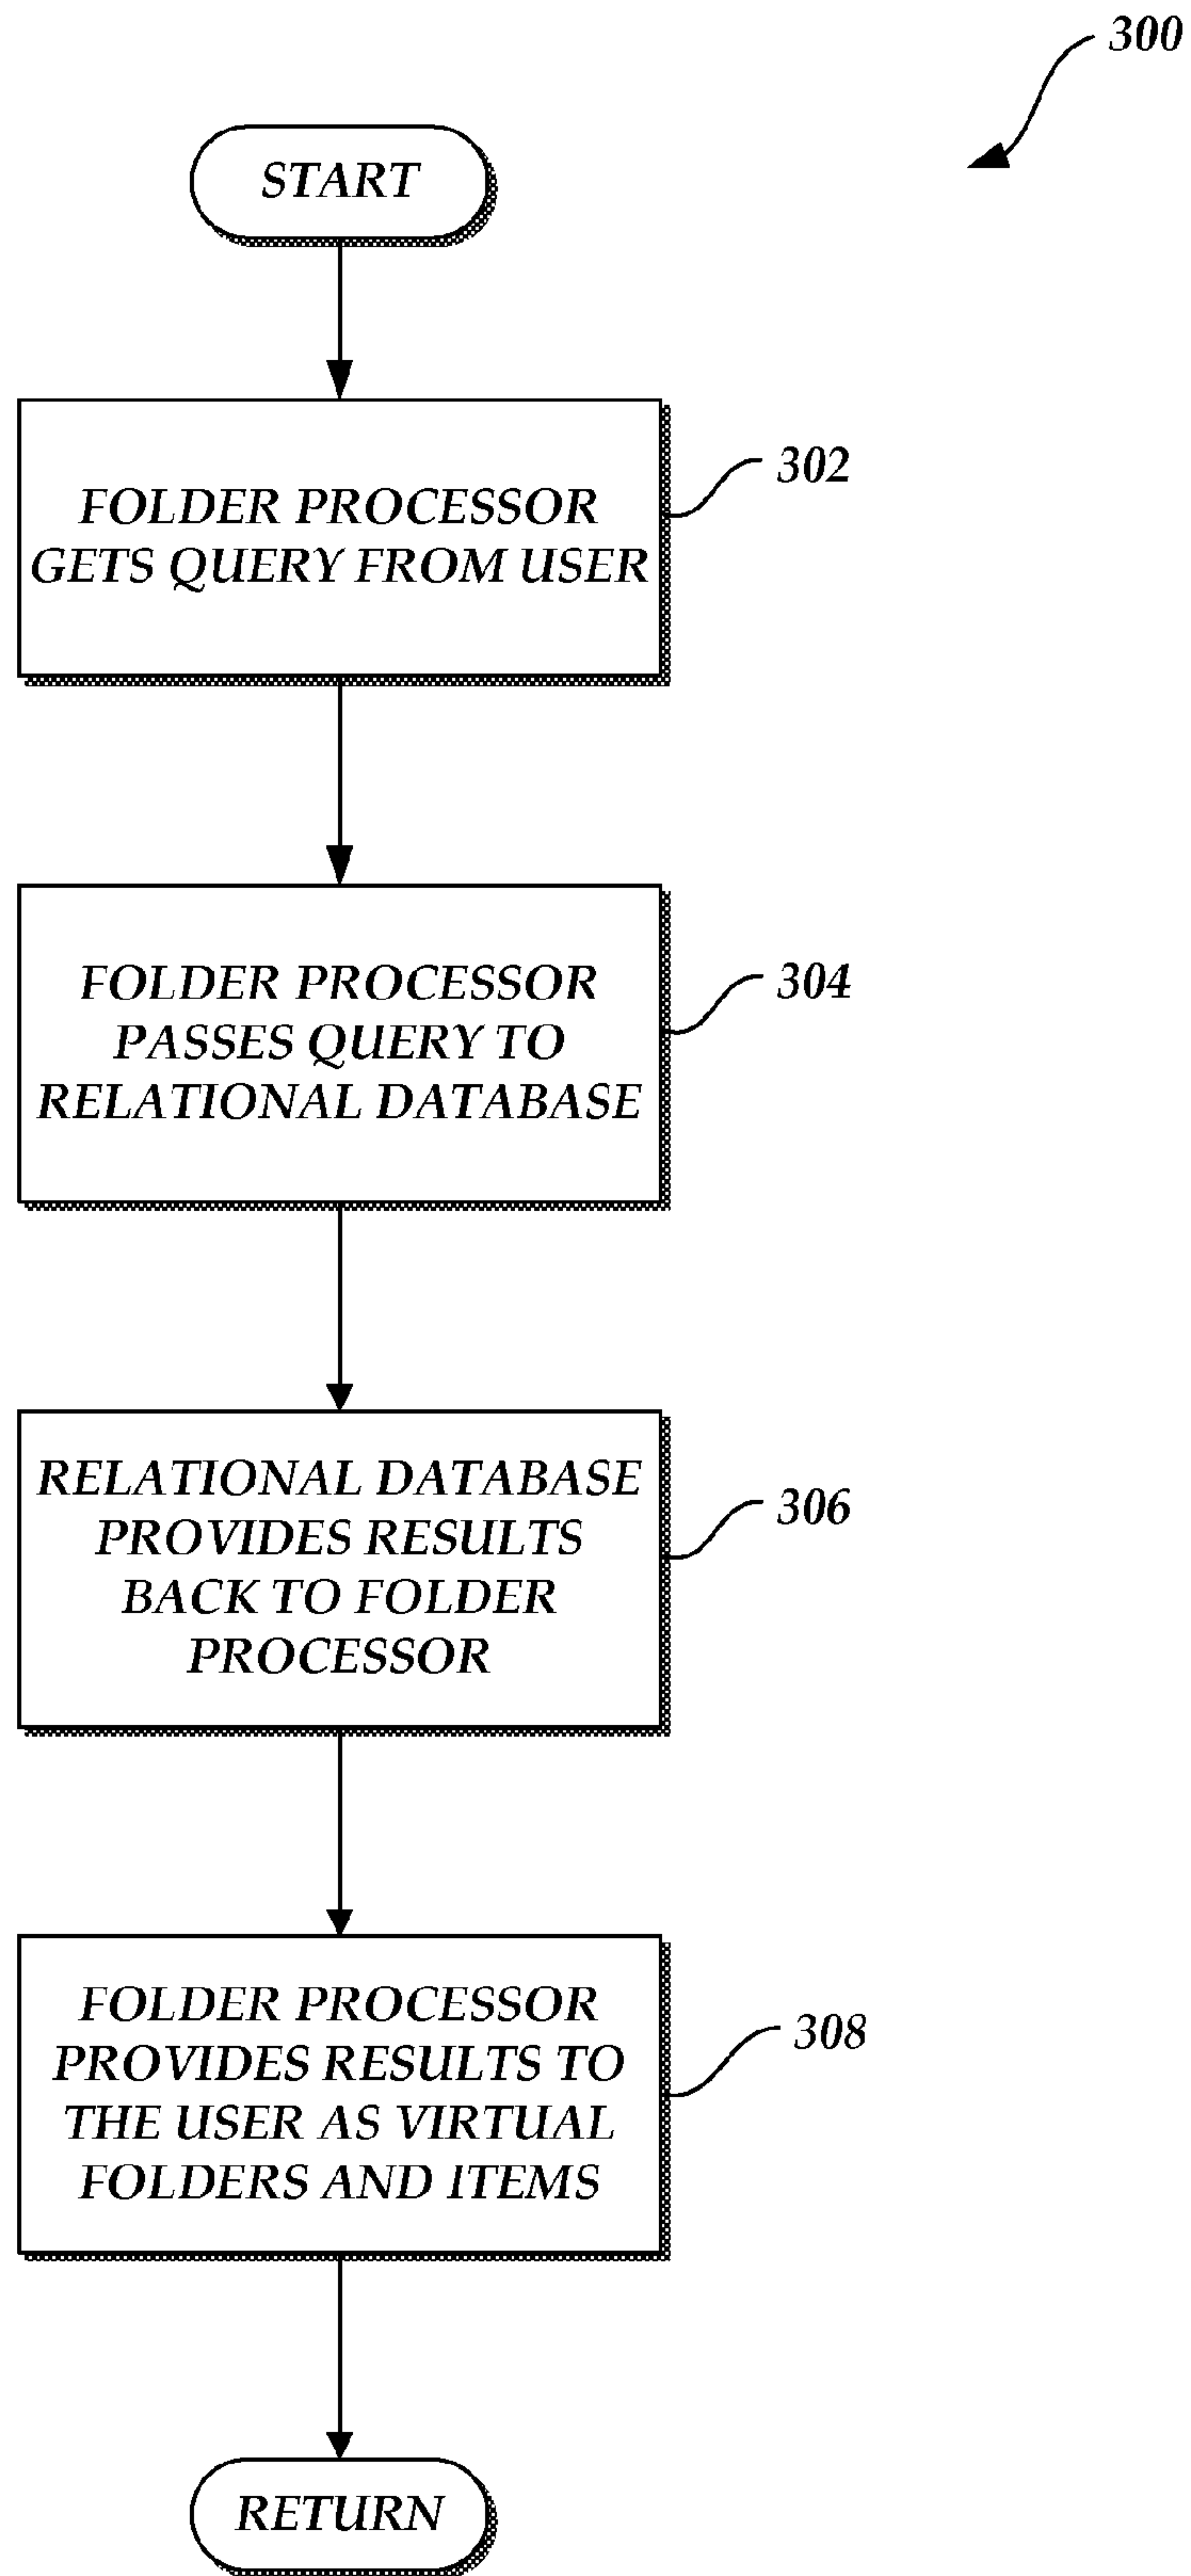 300
START
FOLDER PROCESSOR
GETS QUERY FROM USER
302
FOLDER PROCESSOR
PASSES QUERY TO
RELATIONAL DATABASE
304
RELATIONAL DATABASE
PROVIDES RESULTS
BACK TO FOLDER
PROCESSOR
306
FOLDER PROCESSOR
PROVIDES RESULTS TO
THE USER AS VIRTUAL
FOLDERS AND ITEMS
308
RETURN